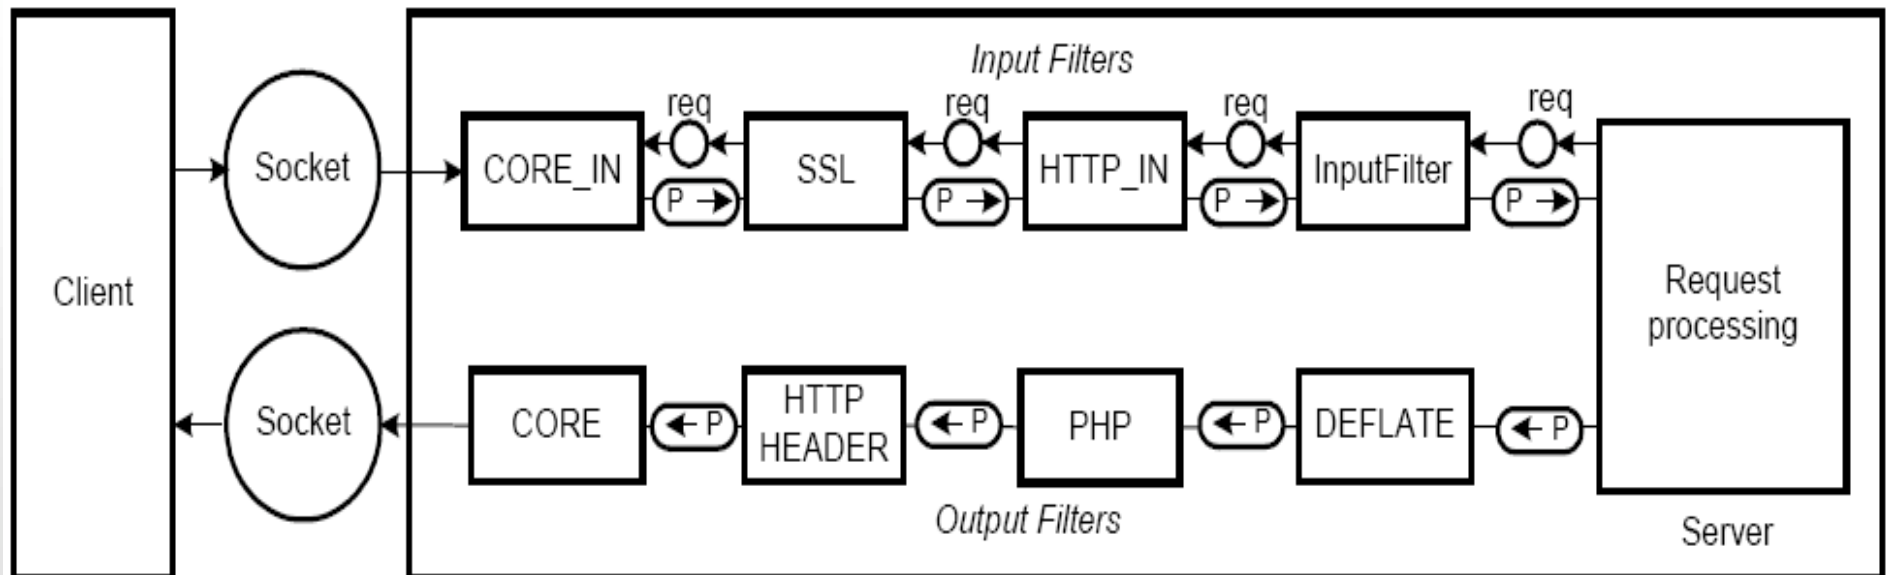 Input Filters
req
req
req
req
Socket
CORE_IN
SSL
HTTP_IN
InputFilter
P
P
P
P
Client
Request
processing
Socket
CORE
P
HTTP
HEADER
P
PHP
P
DEFLATE
P
Output Filters
Server